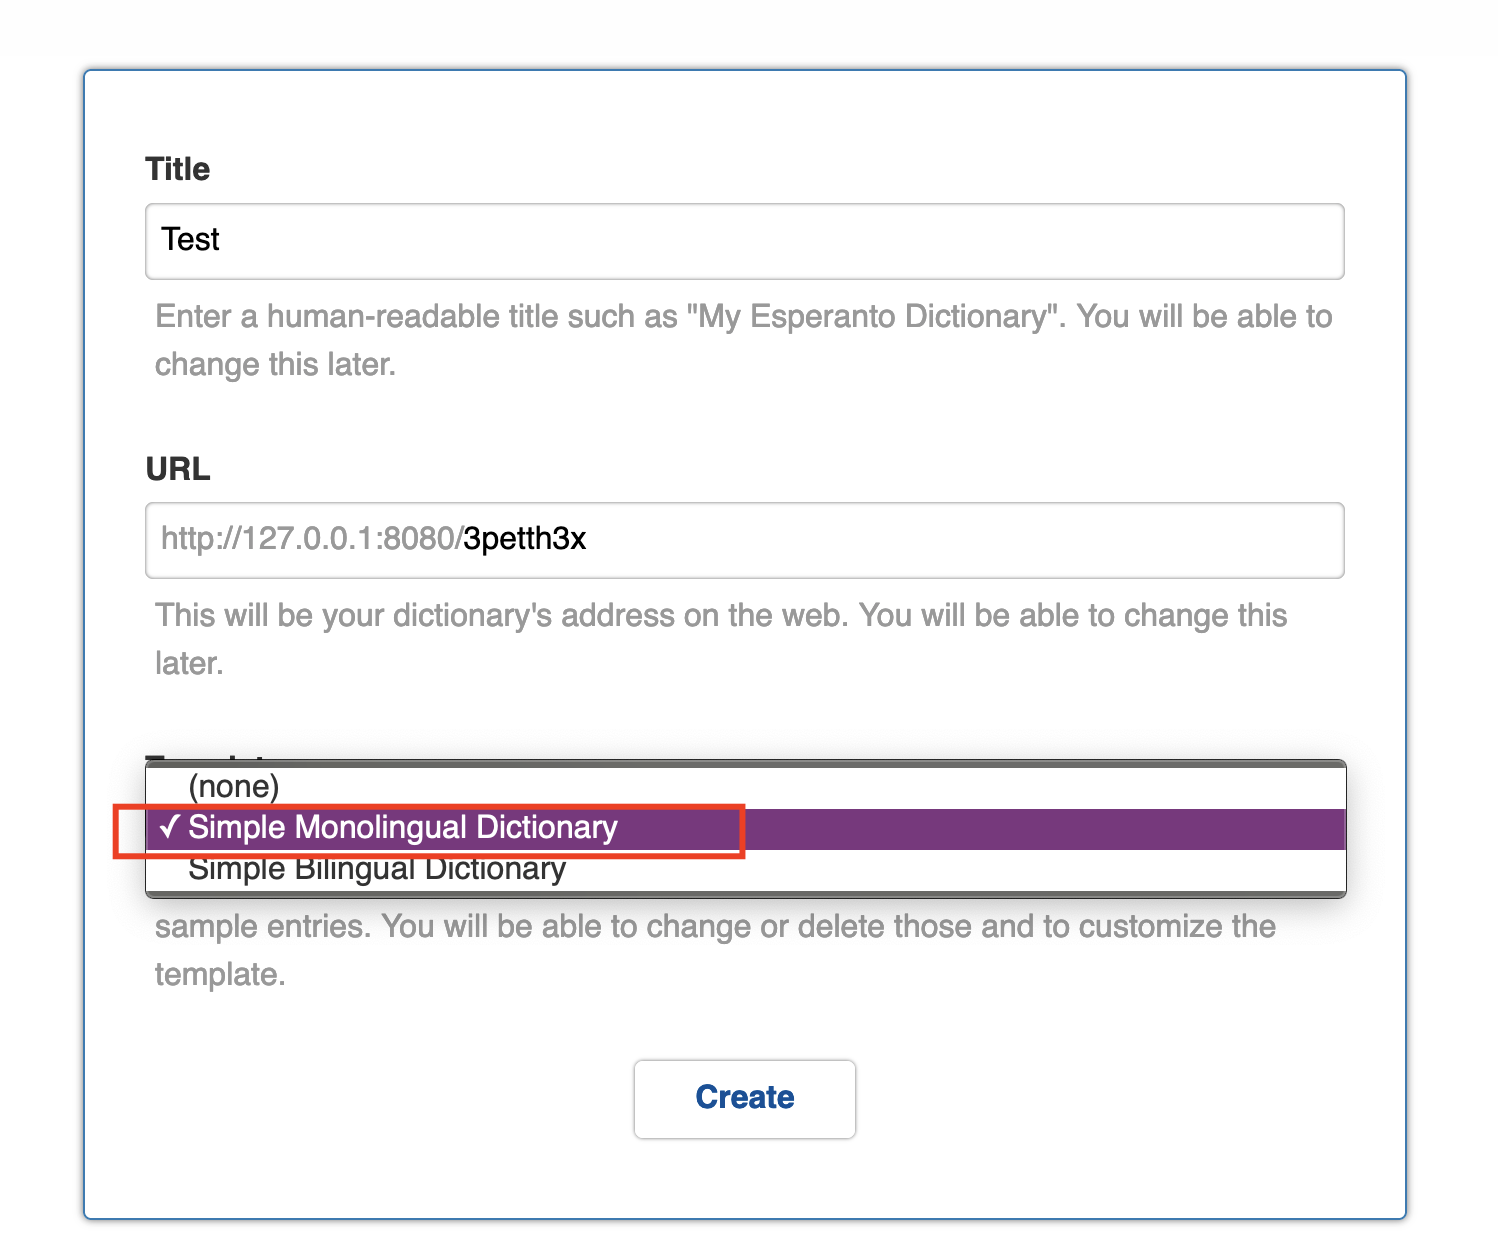 Title
Test
Enter a human-readable title such as "My Esperanto Dictionary". You will be able to
change this later.
URL
http://127.0.0.1:8080/3petth3x
This will be your dictionary's address on the web. You will be able to change this
later.
(none)
✓ Simple Monolingual Dictionary
Simple Bilingual Dictionary
sample entries. You will be able to change or delete those and to customize the
template.
Create